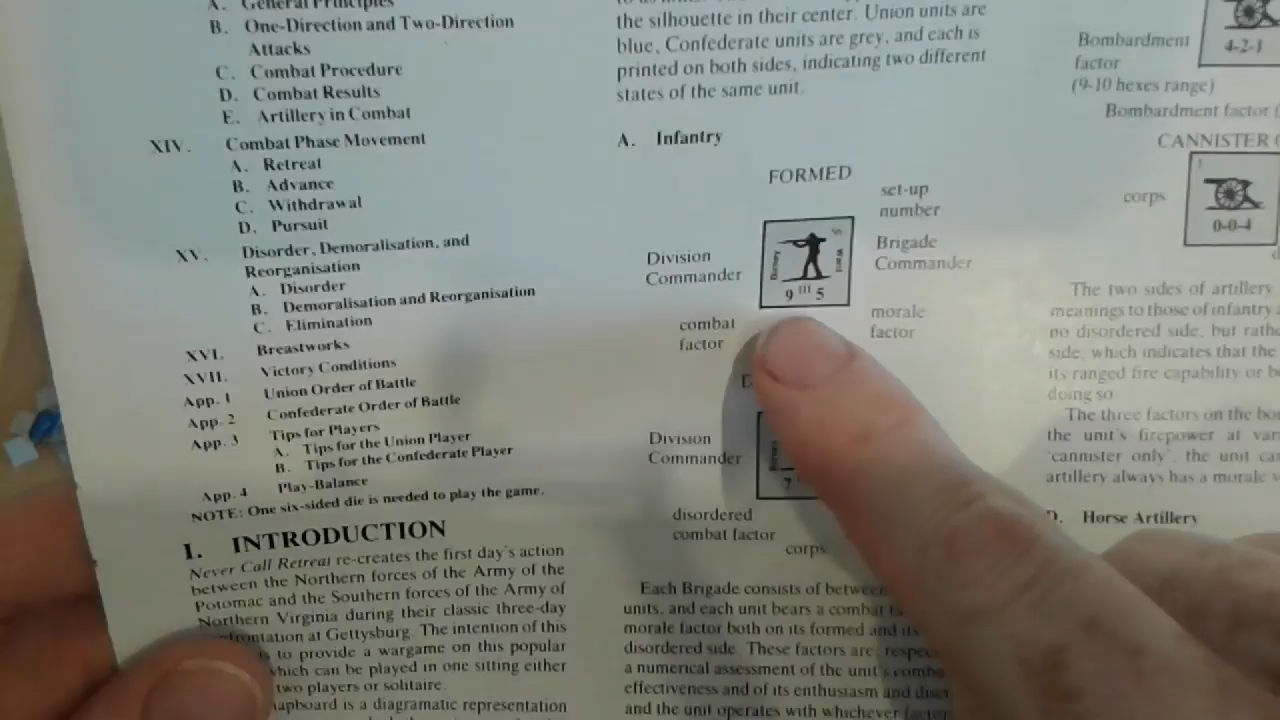 A. General Principles
B. One-Direction and Two-Direction
Attacks
C. Combat Procedure
D. Combat Results
E. Artillery in Combat
XIV. Combat Phase Movement
A. Retreat
B. Advance
C. Withdrawal
D. Pursuit
XV. Disorder, Demoralisation, and
Reorganisation
A. Disorder
B. Demoralisation and Reorganisation
C. Elimination
XVI. Breastworks
XVII. Victory Conditions
App. 1 Union Order of Battle
App. 2 Confederate Order of Battle
App. 3 Tips for Players
A. Tips for the Union Player
B. Tips for the Confederate Player
App. 4 Play-Balance
NOTE: One six-sided die is needed to play the game.
I. INTRODUCTION
Never Call Retreat re-creates the first day's action
between the Northern forces of the Army of the
Potomac and the Southern forces of the Army of
Northern Virginia during their classic three-day
confrontation at Gettysburg. The intention of this
to provide a wargame on this popular
which can be played in one sitting either
two players or solitaire.
is a diagramatic representation
the silhouette in their center. Union units are
blue, Confederate units are grey, and each is
printed on both sides, indicating two different
states of the same unit.
A. Infantry
FORMED
set-up
number
Division
Commander
Birney
Ward
Brigade
Commander
9 III 5
combat
factor
morale
factor
Division
Commander
7
disordered
combat factor
corps
Each Brigade consists of between
units, and each unit bears a combat
morale factor both on its formed and its
disordered side. These factors are
a numerical assessment of the unit's
effectiveness and of its enthusiasm and
and the unit operates with whichever
4-2-1
Bombardment
factor
(9-10 hexes range)
Bombardment factor
CANNISTER
corps
0-0-4
The two sides of artillery
meanings to those of infantry
no disordered side, but
side, which indicates that the
its ranged fire capability or
doing so.
The three factors on the
the unit's firepower at
'cannister only', the unit
artillery always has a morale
D. Horse Artillery